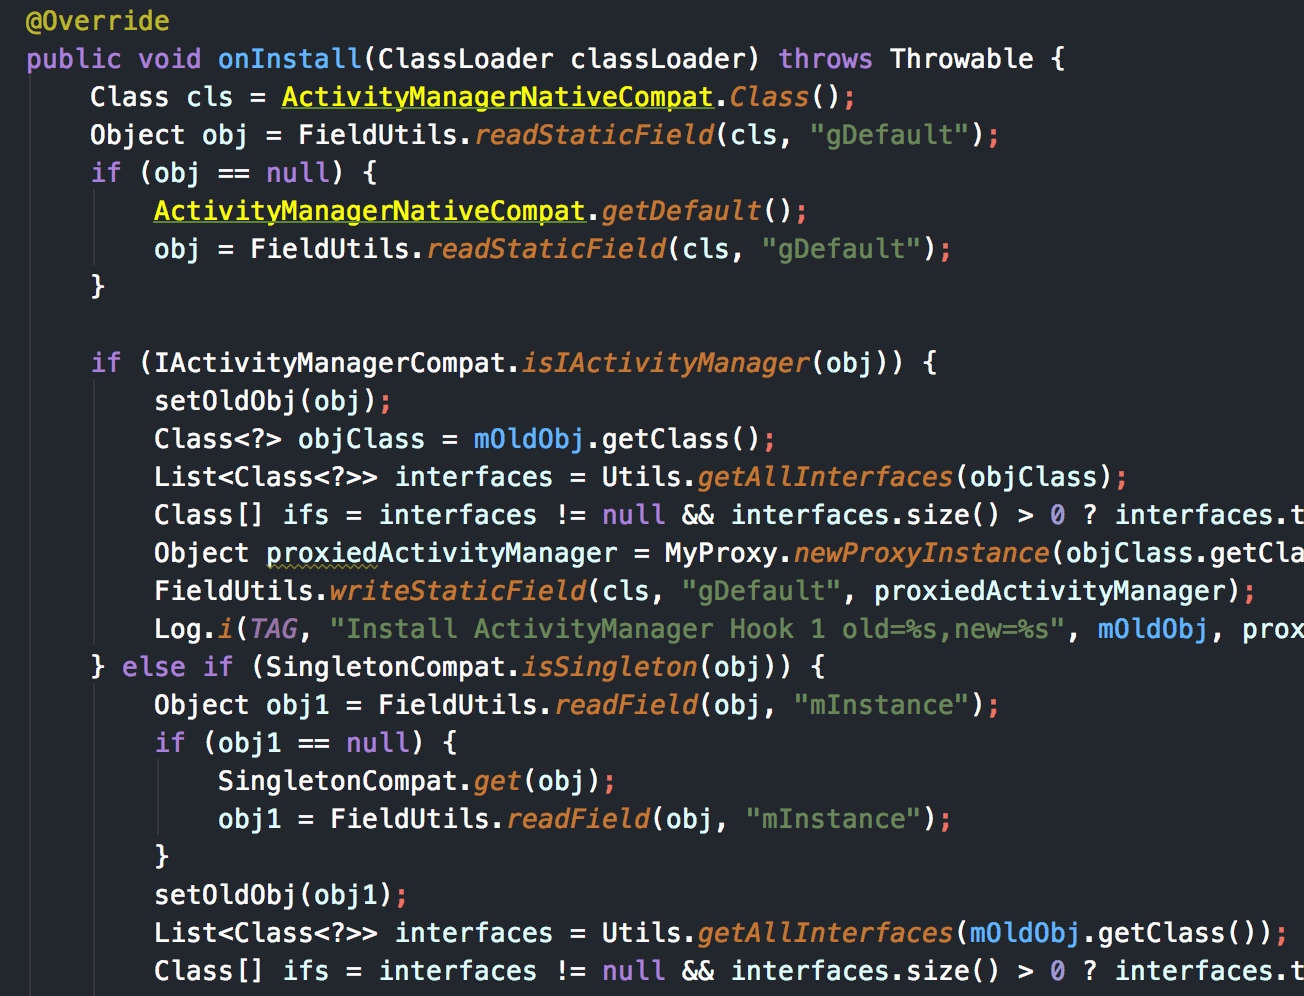 @Override
public void onInstall(ClassLoader classLoader) throws Throwable {
    Class cls = ActivityManagerNativeCompat.Class();
    Object obj = FieldUtils.readStaticField(cls, "gDefault");
    if (obj == null) {
        ActivityManagerNativeCompat.getDefault();
        obj = FieldUtils.readStaticField(cls, "gDefault");
    }
    if (IActivityManagerCompat.isIActivityManager(obj)) {
        setOldObj(obj);
        Class<?> objClass = mOldObj.getClass();
        List<Class<?>> interfaces = Utils.getAllInterfaces(objClass);
        Class[] ifs = interfaces != null && interfaces.size() > 0 ? interfaces.t
        Object proxiedActivityManager = MyProxy.newProxyInstance(objClass.getCla
        FieldUtils.writeStaticField(cls, "gDefault", proxiedActivityManager);
        Log.i(TAG, "Install ActivityManager Hook 1 old=%s,new=%s", mOldObj, prox
    } else if (SingletonCompat.isSingleton(obj)) {
        Object obj1 = FieldUtils.readField(obj, "mInstance");
        if (obj1 == null) {
            SingletonCompat.get(obj);
            obj1 = FieldUtils.readField(obj, "mInstance");
        }
        setOldObj(obj1);
        List<Class<?>> interfaces = Utils.getAllInterfaces(mOldObj.getClass());
        Class[] ifs = interfaces != null && interfaces.size() > 0 ? interfaces.t